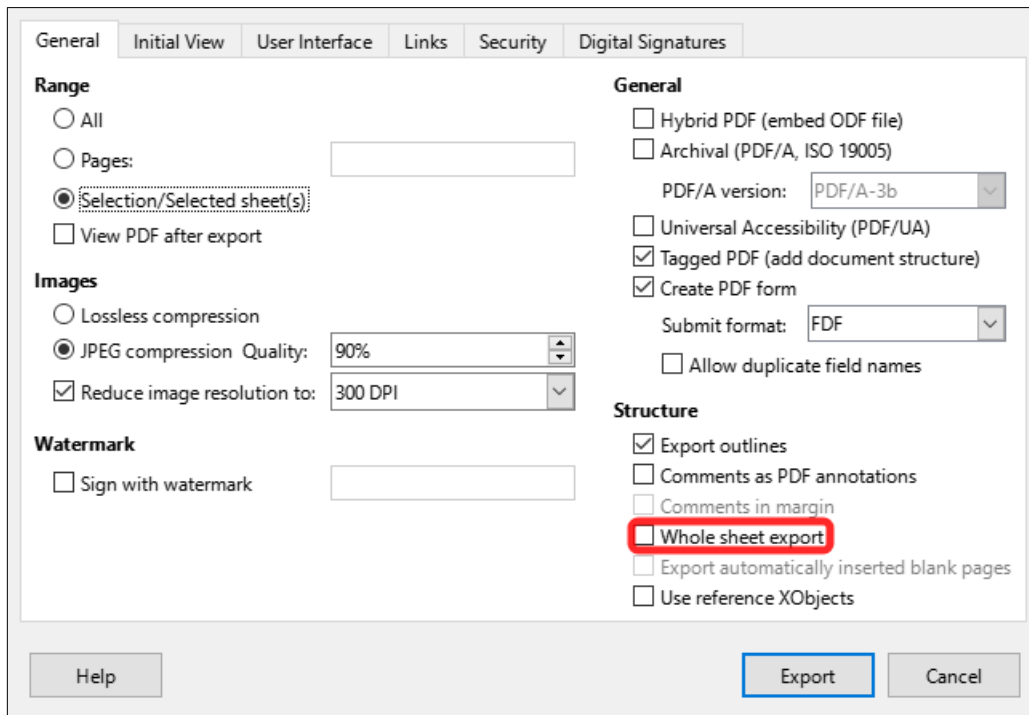 General Initial View User Interface Links Security Digital Signatures
Range
All
Pages:
Selection/Selected sheet(s)
View PDF after export
Images
Lossless compression
JPEG compression Quality: 90%
Reduce image resolution to: 300 DPI
Watermark
Sign with watermark
General
Hybrid PDF (embed ODF file)
Archival (PDF/A, ISO 19005)
PDF/A version: PDF/A-3b
Universal Accessibility (PDF/UA)
Tagged PDF (add document structure)
Create PDF form
Submit format: FDF
Allow duplicate field names
Structure
Export outlines
Comments as PDF annotations
Comments in margin
Whole sheet export
Export automatically inserted blank pages
Use reference XObjects
Help Export Cancel